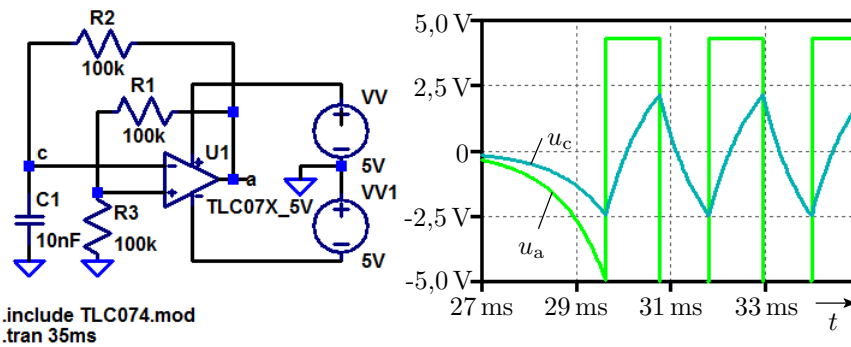 R2
100k
R1
100k
c
U1
a
TLC07X_5V
C1
10nF
R3
100k
VV
5V
VV1
5V
.include TLC074.mod
.tran 35ms
5,0 V
2,5 V
0
-2,5 V
-5,0 V
u_c
u_a
27 ms
29 ms
31 ms
33 ms
t